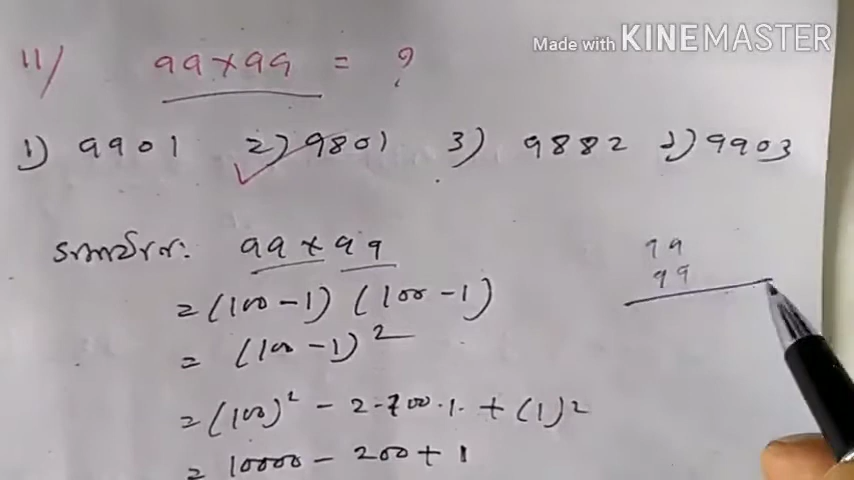 Made with KINEMASTER
11/ 99×99 = ?
1) 9901 2) 9801 3) 9882 2) 9903
99×99
= (100-1) (100-1)
= (100-1)²
= (100)² - 2.100.1. + (1)²
= 10000 - 200 + 1
99
99